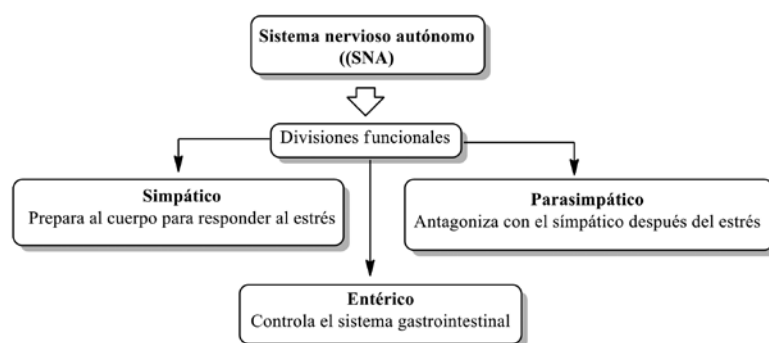 Sistema nervioso autónomo
((SNA)
Divisiones funcionales
Simpático
Prepara al cuerpo para responder al estrés
Parasimpático
Antagoniza con el símpático después del estrés
Entérico
Controla el sistema gastrointestinal